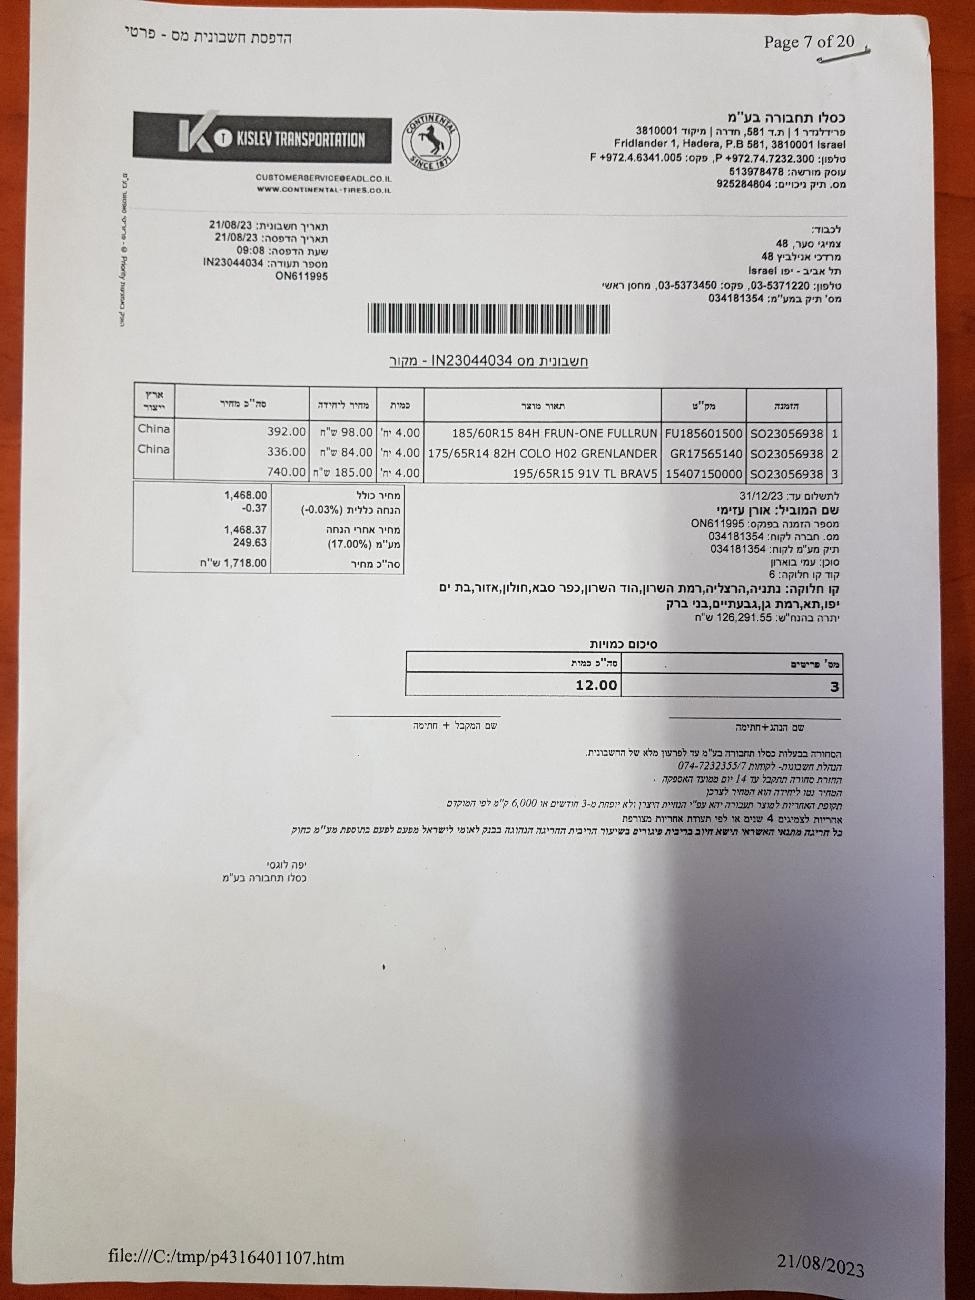 הדפסת חשבונית מס - פרטי
Page 7 of 20
KISLEV TRANSPORTATION
CONTINENTAL
SINCE 1871
CUSTOMERSERVICE@EADL.CO.IL
WWW.CONTINENTAL-TIRES.CO.IL
כסלו תחבורה בע"מ
פרידלנדר 1 | ת.ד 581, חדרה | מיקוד 3810001
Fridlander 1, Hadera, P.B 581, 3810001 Israel
טלפון: P +972.74.7232.300, פקס: F +972.4.6341.005
עוסק מורשה: 513978478
מס. תיק ניכויים: 925284804
תאריך חשבונית: 21/08/23
תאריך הדפסה: 21/08/23
שעת הדפסה: 09:08
מספר תעודה: IN23044034
ON611995
לכבוד:
צמיגי סער, 48
מרדכי אנילביץ 48
תל אביב - יפו Israel
טלפון: 03-5371220, פקס: 03-5373450, מחסן ראשי
מס' תיק במע"מ: 034181354
חשבונית מס IN23044034 - מקור
הזמנה מק"ט תאור מוצר כמית מחיר ליחידה סה"כ מחיר ארץ ייצור
1 SO23056938 FU185601500 185/60R15 84H FRUN-ONE FULLRUN 4.00 יח' 98.00 ש"ח 392.00 China
2 SO23056938 GR17565140 175/65R14 82H COLO H02 GRENLANDER 4.00 יח' 84.00 ש"ח 336.00 China
3 SO23056938 15407150000 195/65R15 91V TL BRAV5 4.00 יח' 185.00 ש"ח 740.00
מחיר כולל 1,468.00
הנחה כללית (-0.03%) -0.37
מחיר אחרי הנחה 1,468.37
מע"מ (17.00%) 249.63
סה"כ מחיר 1,718.00 ש"ח
לתשלום עד: 31/12/23
שם המוביל: אורן עזימי
מספר הזמנה בפנקס: ON611995
מס. חברה לקוח: 034181354
תיק מע"מ לקוח: 034181354
סוכן: עמי בוארון
קוד קו חלוקה: 6
קו חלוקה: נתניה,הרצליה,רמת השרון,הוד השרון,כפר סבא,חולון,אזור,בת ים
יפו,תא,רמת גן,גבעתיים,בני ברק
יתרה בהנח"ש: 126,291.55 ש"ח
סיכום כמויות
מס' פריטים סה"כ כמית
3 12.00
שם הנהג+חתימה
שם המקבל + חתימה
הסחורה בבעלות כסלו תחבורה בע"מ עד לפרעון מלא של החשבונית.
הנהלת חשבונות- לקוחות 074-7232355/7
החזרת סחורה תתקבל עד 14 יום ממועד האספקה .
המחיר נטו ליחידה הוא המחיר לצרכן
תקופת האחריות למוצר תעבורה יהא עפ"י הנחיית היצרן ולא יופחת מ-3 חודשים או 6,000 ק"מ לפי המוקדם
אחריות לצמיגים 4 שנים או לפי תעודת אחריות מצורפת
כל חריגה מתנאי האשראי תישא חיוב בריבית פיגורים בשיעור הריבית החריגה הנהוגה בבנק לאומי לישראל מפעם לפעם בתוספת מע"מ כחוק
יפה לוגסי
כסלו תחבורה בע"מ
file:///C:/tmp/p4316401107.htm
21/08/2023